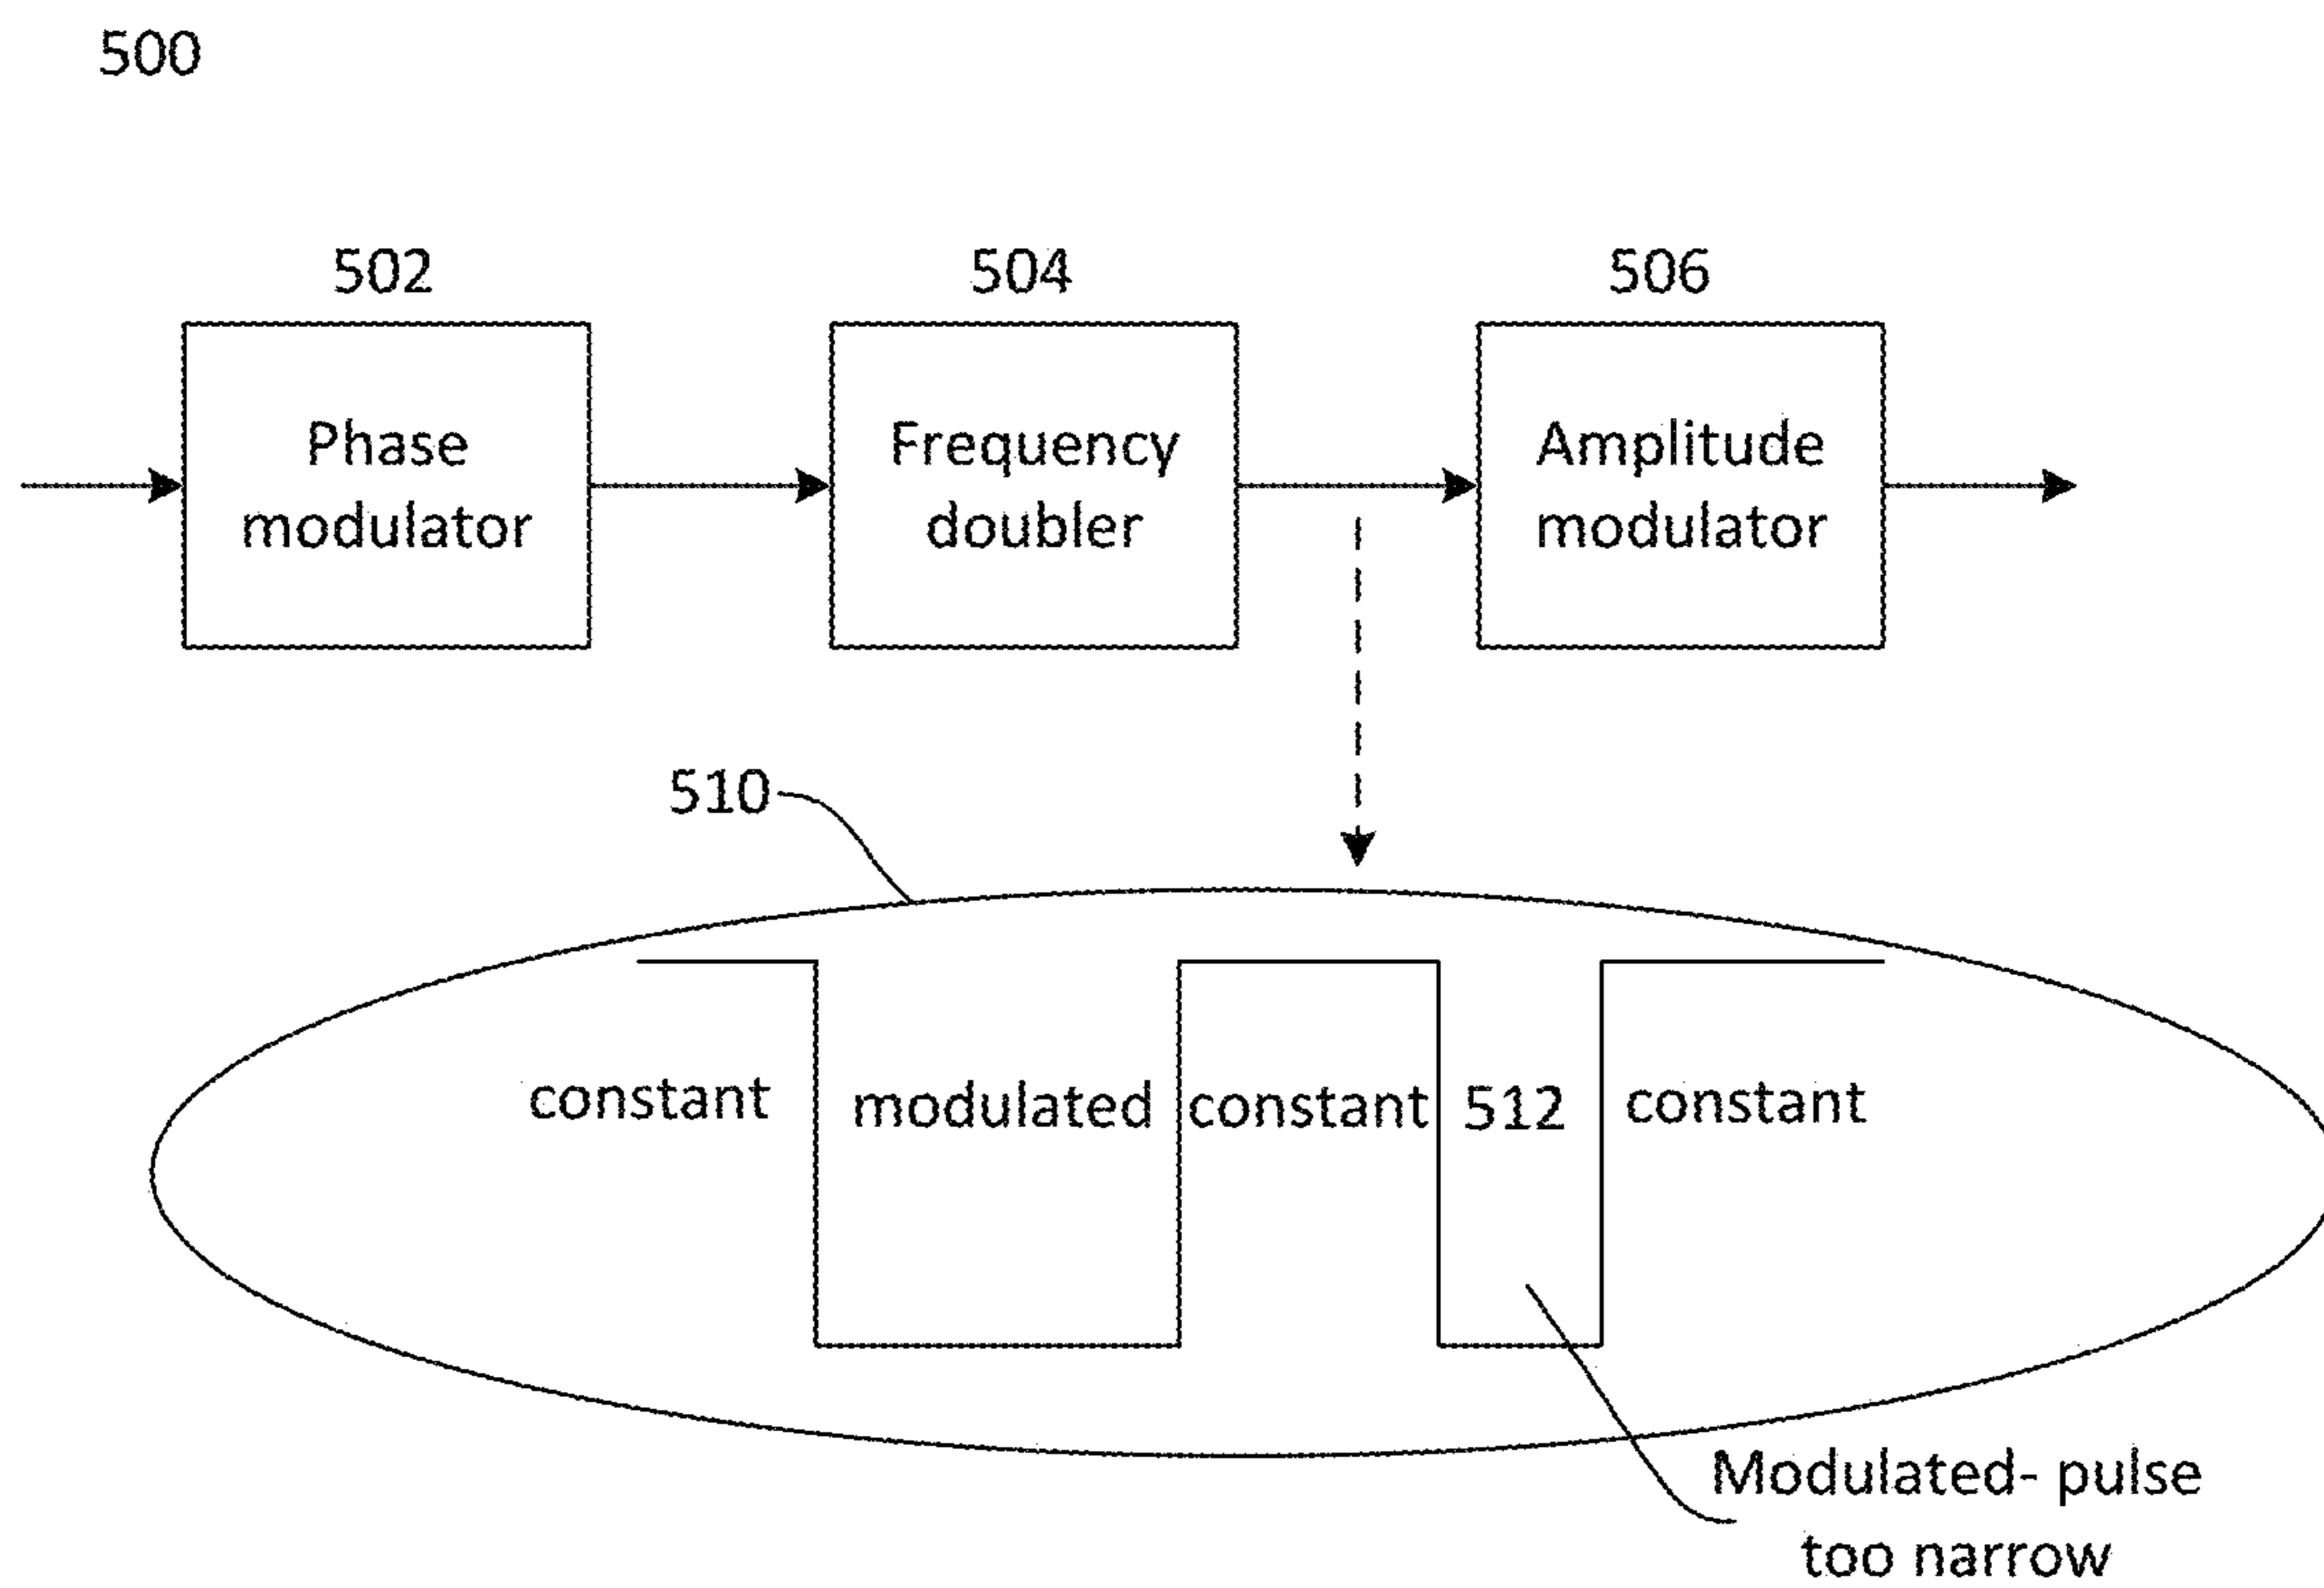 500
502
504
506
Phase
modulator
Frequency
doubler
Amplitude
modulator
510
constant
modulated
constant
512
constant
Modulated- pulse
too narrow